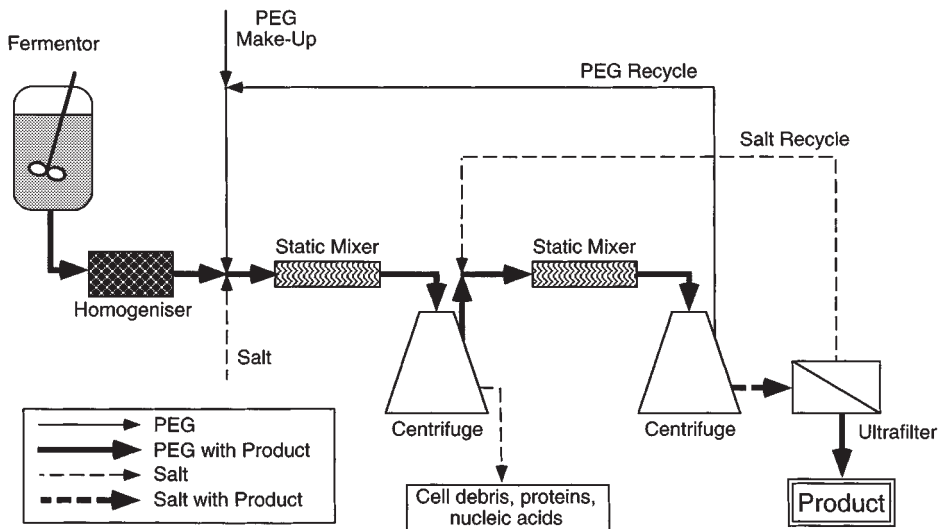 PEG
Make-Up
Fermentor
PEG Recycle
Salt Recycle
Static Mixer
Static Mixer
Homogeniser
Salt
Centrifuge
Centrifuge
Ultrafilter
PEG
PEG with Product
Salt
Salt with Product
Cell debris, proteins,
nucleic acids
Product